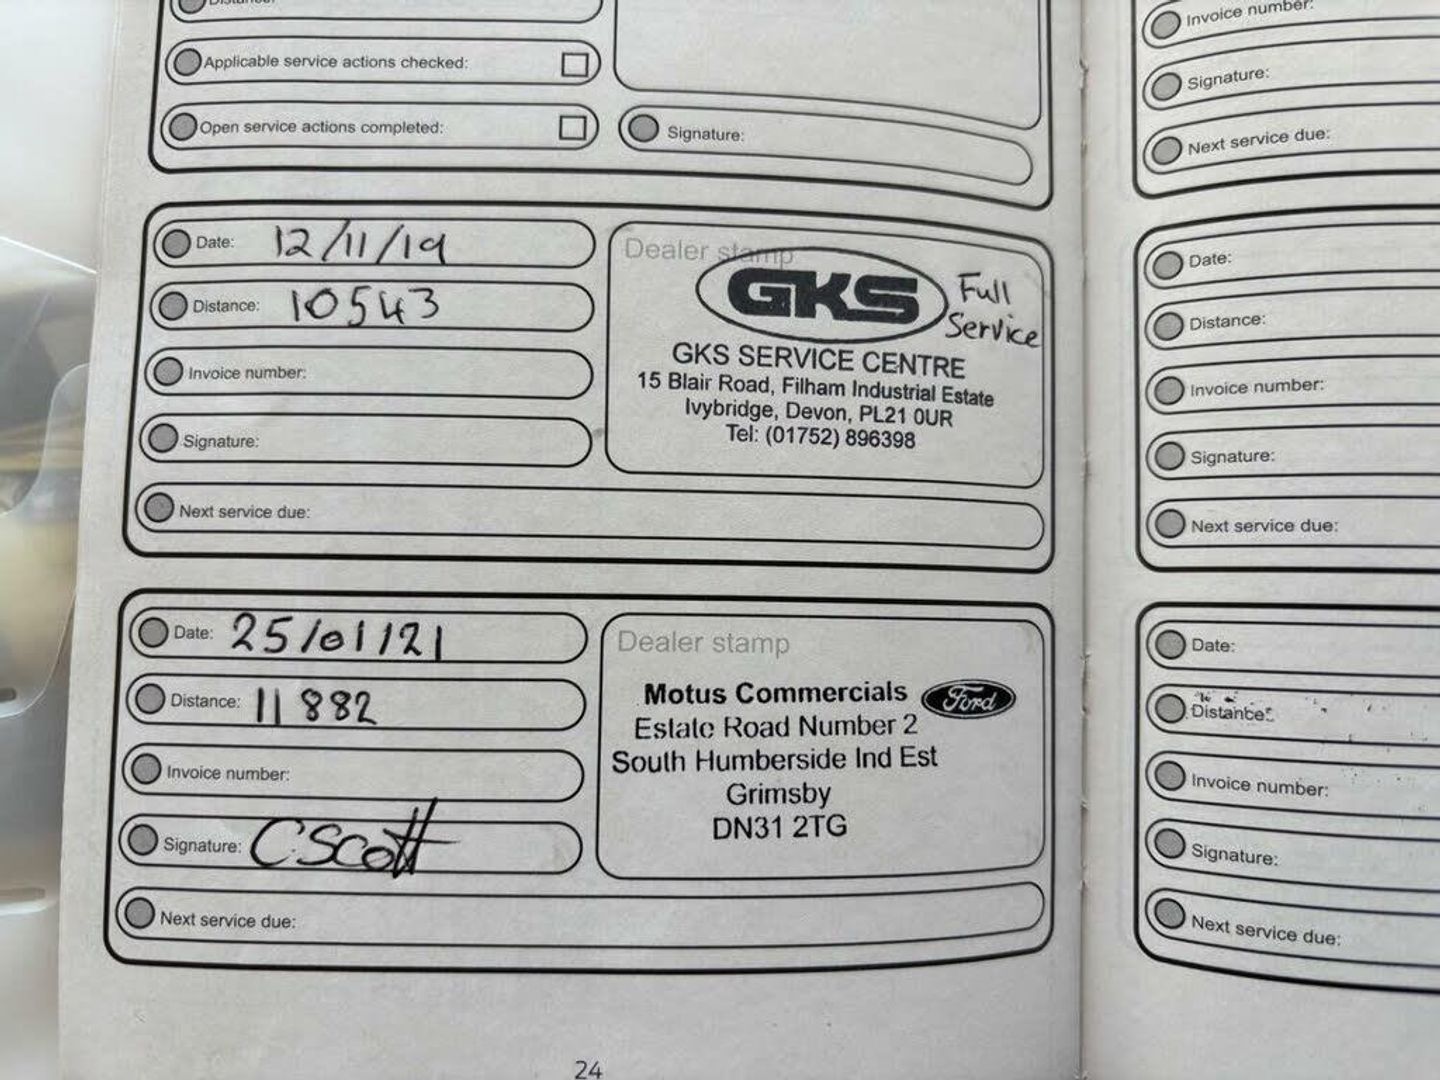 Distance:
Applicable service actions checked:
Open service actions completed:
Signature:
Date: 12/11/19
Distance: 10543
Invoice number:
Signature:
Next service due:
Dealer stamp
GKS
Full
Service
GKS SERVICE CENTRE
15 Blair Road, Filham Industrial Estate
Ivybridge, Devon, PL21 0UR
Tel: (01752) 896398
Date: 25/01/121
Distance: 11882
Invoice number:
Signature: C Scott
Next service due:
Dealer stamp
Motus Commercials Ford
Estate Road Number 2
South Humberside Ind Est
Grimsby
DN31 2TG
24
Invoice number:
Signature:
Next service due:
Date:
Distance:
Invoice number:
Signature:
Next service due:
Date:
Distance:
Invoice number:
Signature:
Next service due: